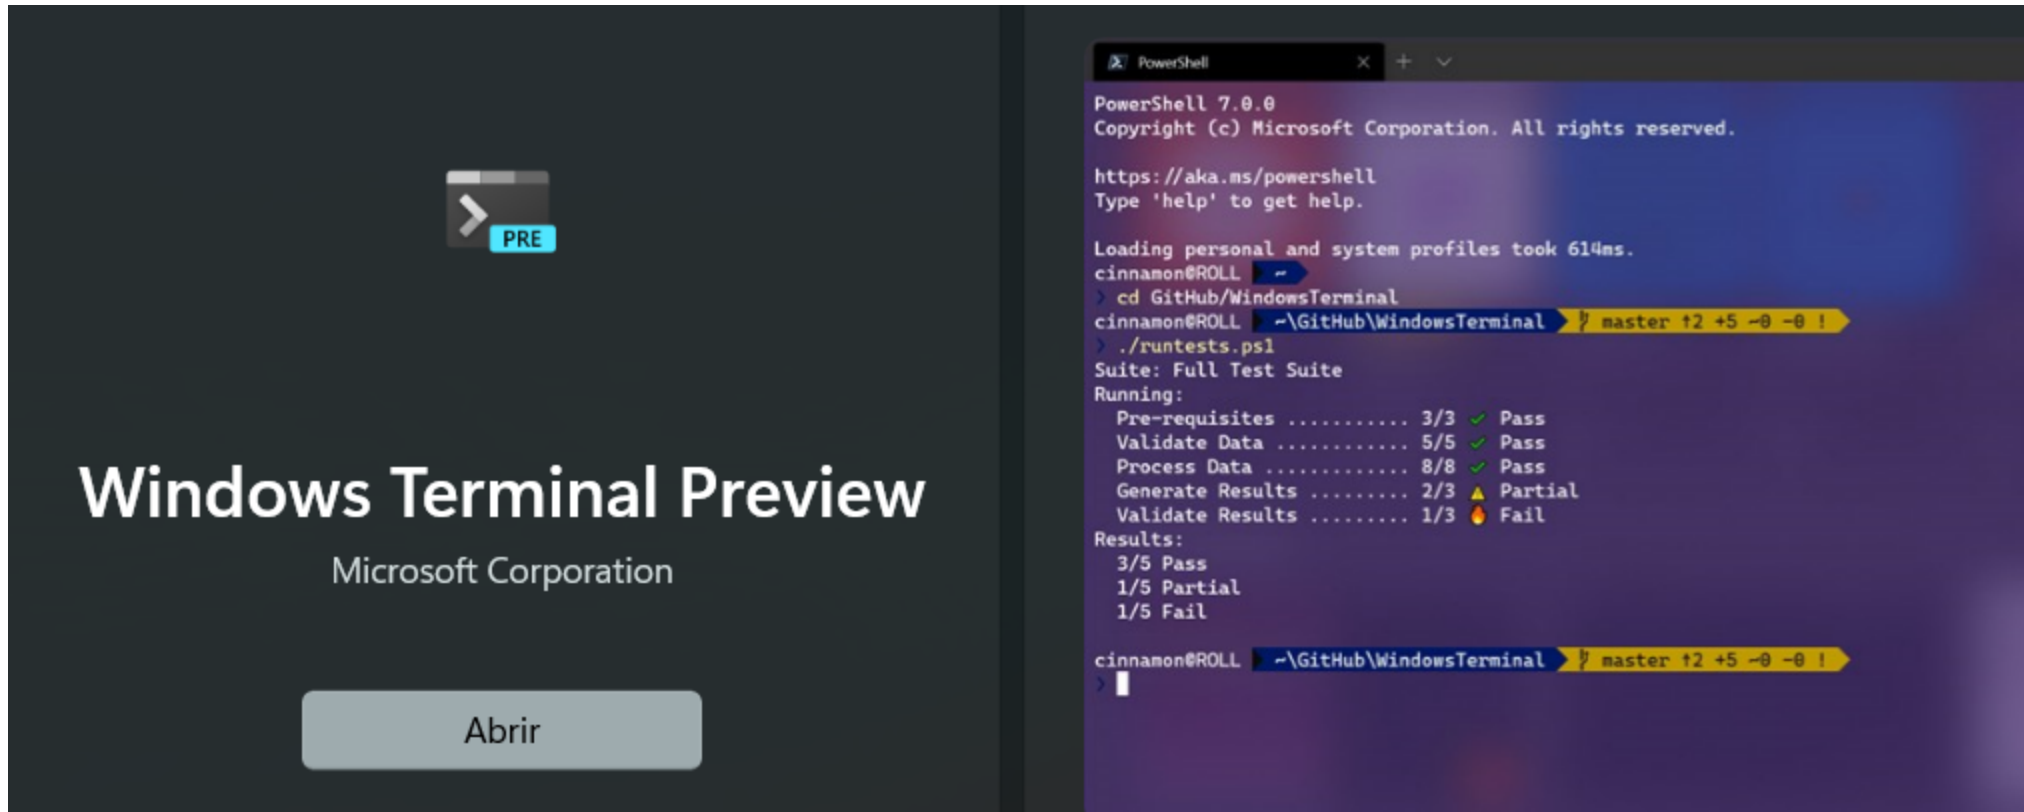 PRE
Windows Terminal Preview
Microsoft Corporation
Abrir
PowerShell
PowerShell 7.0.0
Copyright (c) Microsoft Corporation. All rights reserved.
https://aka.ms/powershell
Type 'help' to get help.
Loading personal and system profiles took 614ms.
cinnamon@ROLL ~
❯ cd GitHub/WindowsTerminal
cinnamon@ROLL ~\GitHub\WindowsTerminal master ↑2 +5 ~0 -0 !
❯ ./runtests.ps1
Suite: Full Test Suite
Running:
Pre-requisites ........... 3/3 ✔ Pass
Validate Data ............ 5/5 ✔ Pass
Process Data ............. 8/8 ✔ Pass
Generate Results ......... 2/3 ⚠ Partial
Validate Results ......... 1/3 🔥 Fail
Results:
3/5 Pass
1/5 Partial
1/5 Fail
cinnamon@ROLL ~\GitHub\WindowsTerminal master ↑2 +5 ~0 -0 !
❯